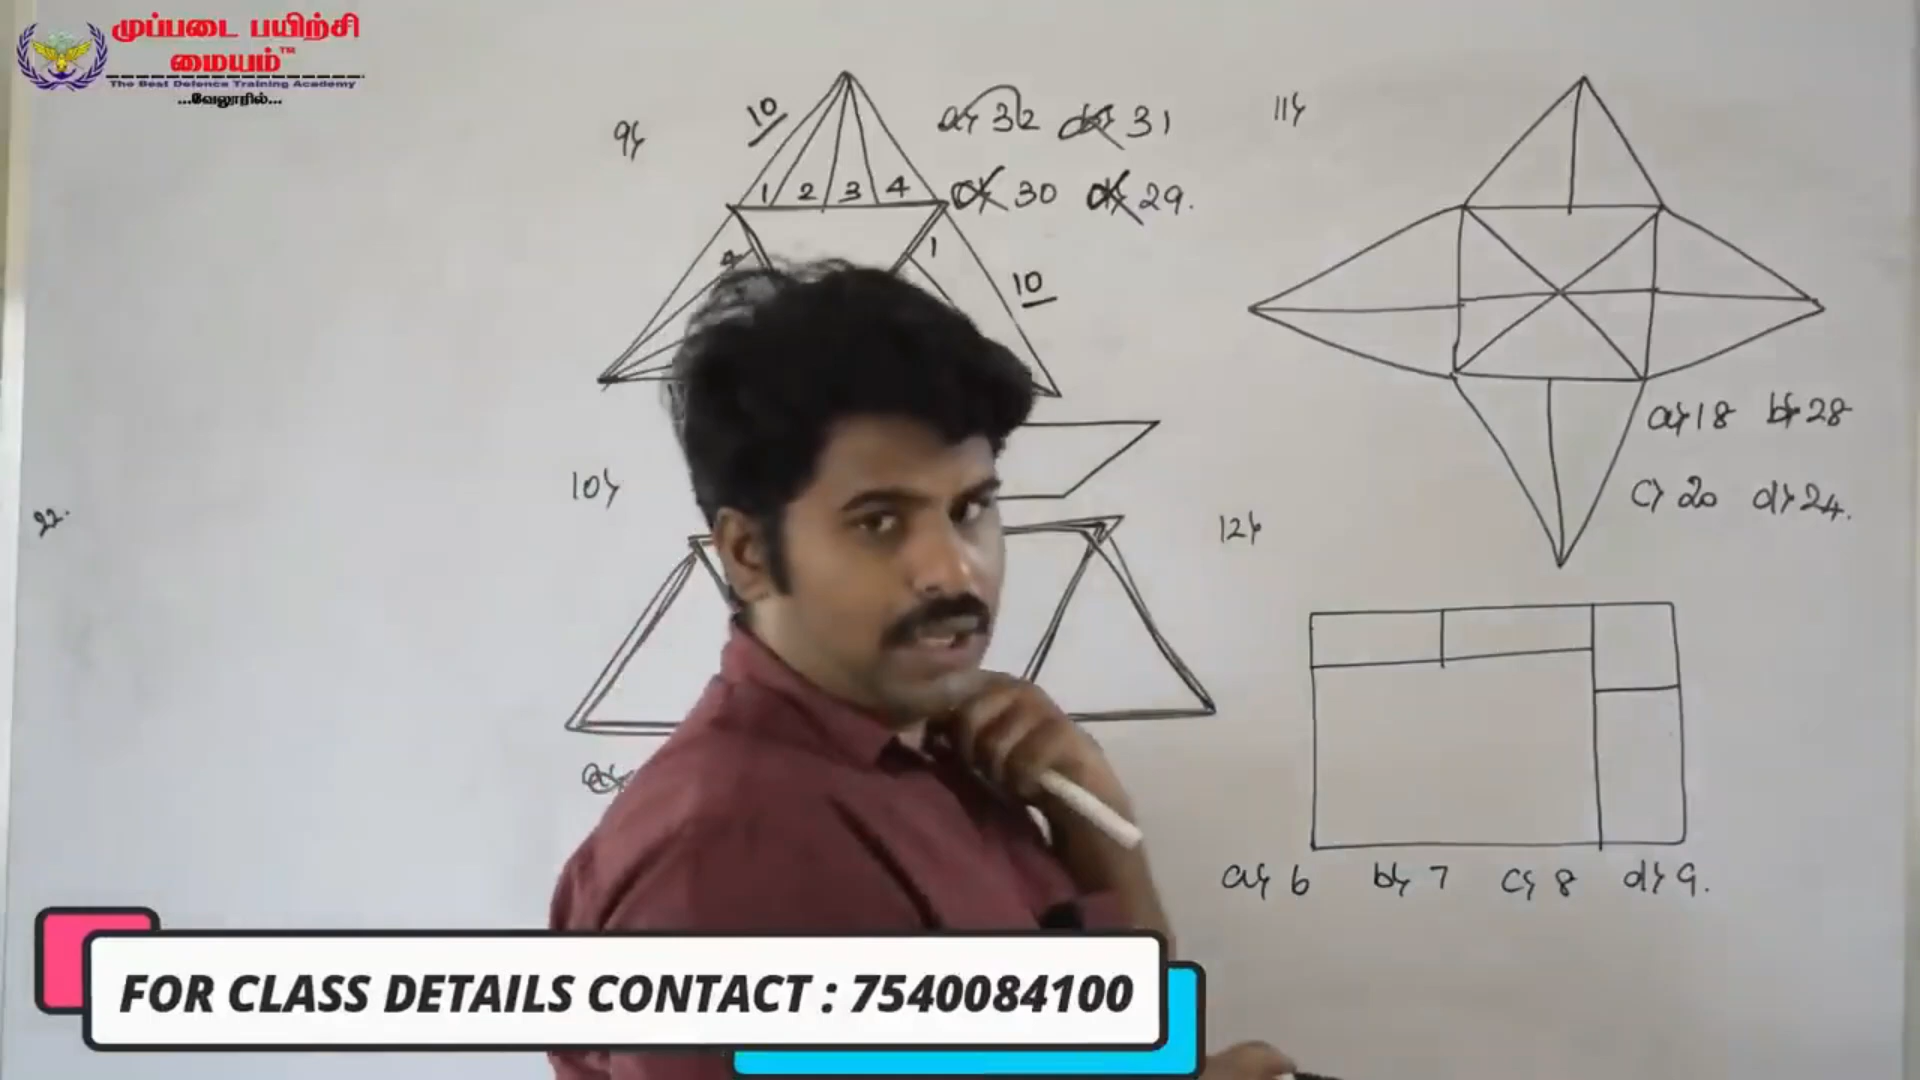 முப்படை பயிற்சி
மையம்™
The Best Defence Training Academy
...வேலூரில்...
9)
10
a) 32 b) 31
1 2 3 4
c) 30 d) 29.
1
10
10)
22.
11)
a) 18 b) 28
c) 20 d) 24.
12)
a) 6 b) 7 c) 8 d) 9.
FOR CLASS DETAILS CONTACT : 7540084100